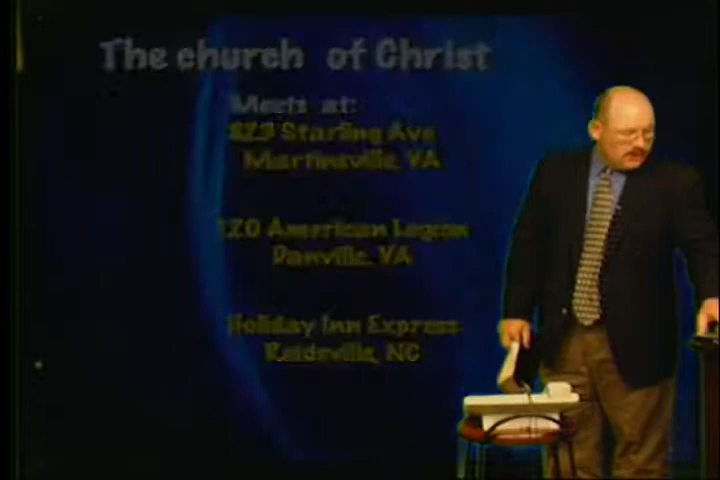 The church of Christ
Meets at:
823 Starling Ave
Martinsville, VA
120 American Legion
Danville, VA
Holiday Inn Express
Reidsville, NC